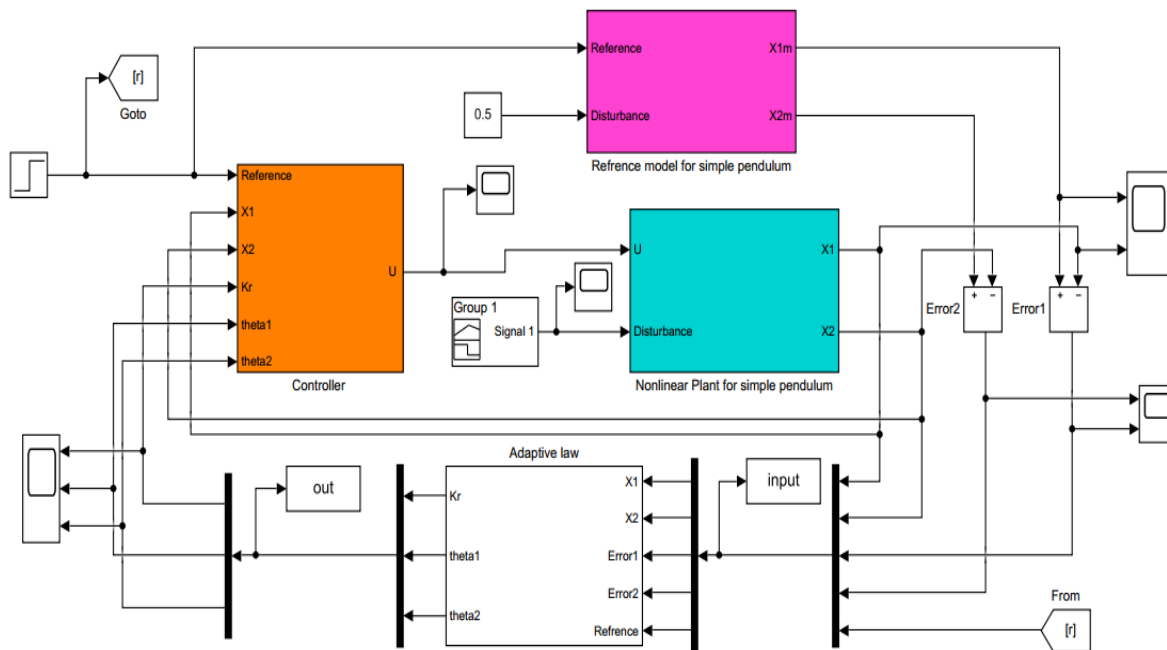 Reference
X1m
[r]
Goto
0.5
Disturbance
X2m
Refrence model for simple pendulum
Reference
X1
X2
Kr
theta1
theta2
U
Controller
U
X1
Group 1
Signal 1
Disturbance
X2
Nonlinear Plant for simple pendulum
+ −
Error2
+ −
Error1
Adaptive law
out
Kr
theta1
theta2
X1
X2
Error1
Error2
Refrence
input
From
[r]